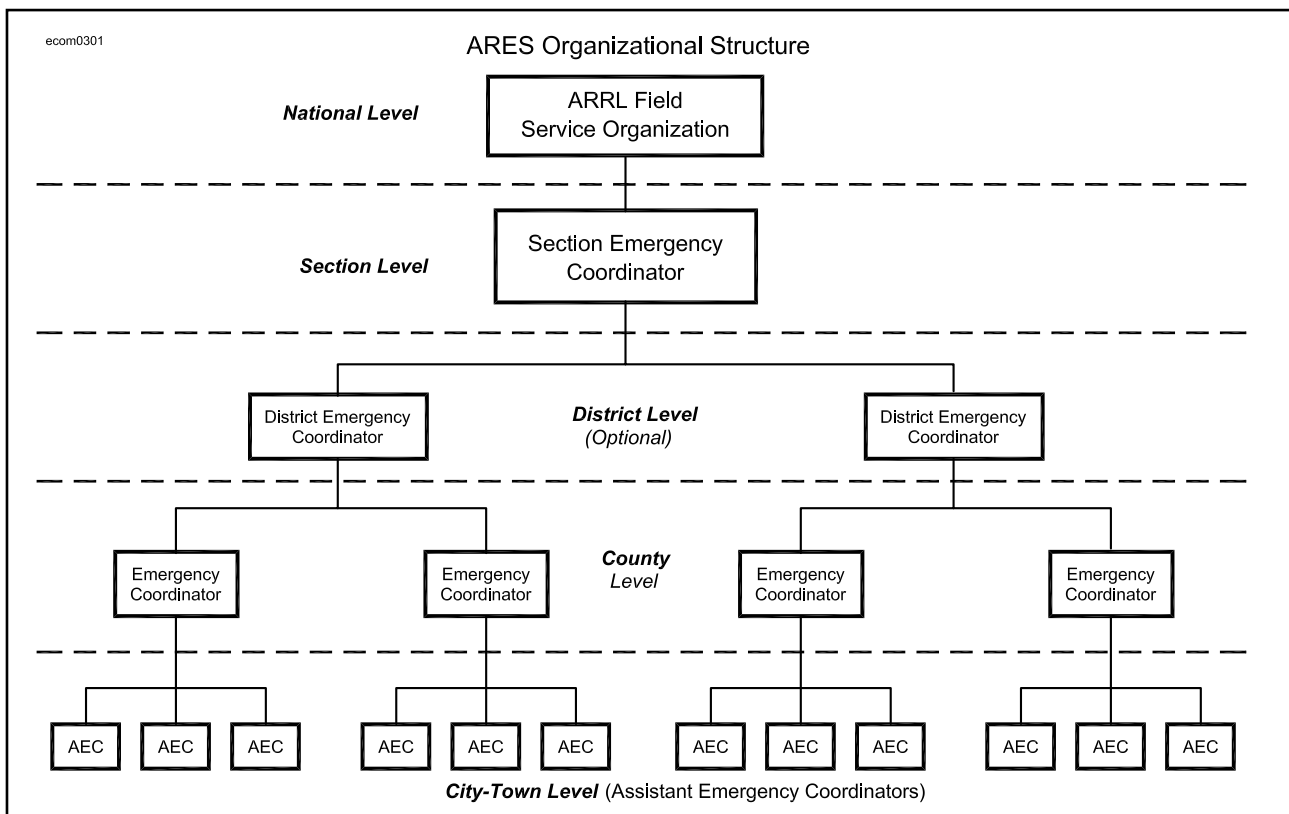 ecom0301
ARES Organizational Structure
National Level
ARRL Field
Service Organization
Section Level
Section Emergency
Coordinator
District Emergency
Coordinator
District Level
(Optional)
District Emergency
Coordinator
Emergency
Coordinator
Emergency
Coordinator
County
Level
Emergency
Coordinator
Emergency
Coordinator
AEC
AEC
AEC
AEC
AEC
AEC
AEC
AEC
AEC
AEC
AEC
AEC
City-Town Level (Assistant Emergency Coordinators)